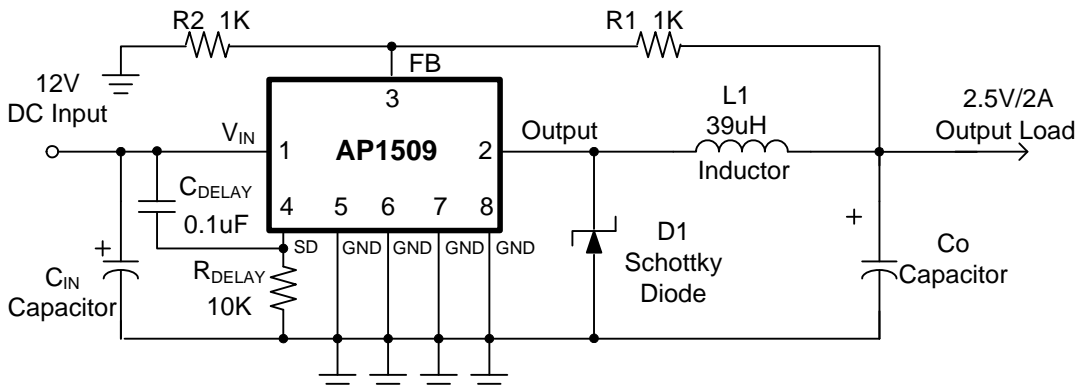 R2 1K
R1 1K
FB
12V
DC Input
3
L1
39uH
Inductor
2.5V/2A
Output Load
VIN
1
AP1509
2
Output
CDELAY
0.1uF
4
5
6
7
8
SD
GND
GND
GND
GND
+
CIN
Capacitor
RDELAY
10K
D1
Schottky
Diode
+
Co
Capacitor